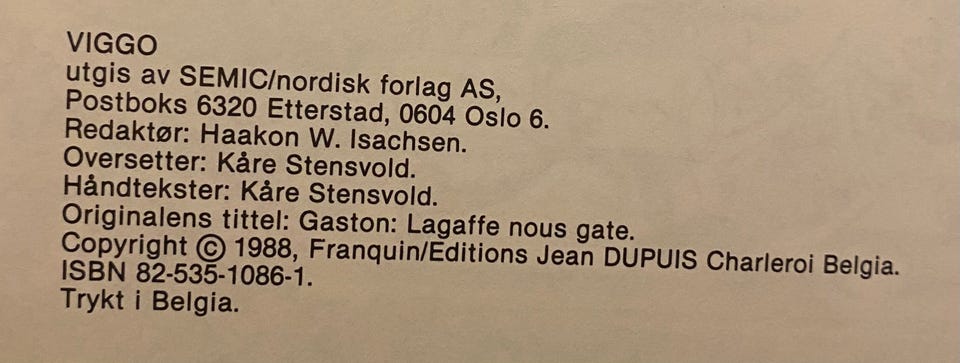 VIGGO
utgis av SEMIC/nordisk forlag AS,
Postboks 6320 Etterstad, 0604 Oslo 6.
Redaktør: Haakon W. Isachsen.
Oversetter: Kåre Stensvold.
Håndtekster: Kåre Stensvold.
Originalens tittel: Gaston: Lagaffe nous gate.
Copyright © 1988, Franquin/Editions Jean DUPUIS Charleroi Belgia.
ISBN 82-535-1086-1.
Trykt i Belgia.